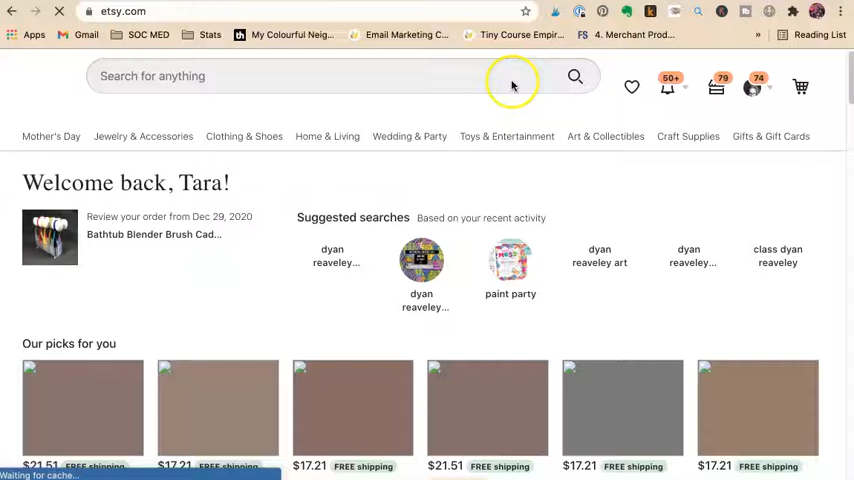 etsy.com
Apps Gmail SOC MED Stats My Colourful Neig... Email Marketing C... Tiny Course Empir... 4. Merchant Prod... » Reading List
Search for anything
50+ 79 74
Mother's Day Jewelry & Accessories Clothing & Shoes Home & Living Wedding & Party Toys & Entertainment Art & Collectibles Craft Supplies Gifts & Gift Cards
Welcome back, Tara!
Review your order from Dec 29, 2020
Bathtub Blender Brush Cad...
Suggested searches Based on your recent activity
dyan reaveley...
dyan reaveley...
paint party
dyan reaveley art
dyan reaveley...
class dyan reaveley
Our picks for you
$21.51 FREE shipping $17.21 FREE shipping $17.21 FREE shipping $21.51 FREE shipping $17.21 FREE shipping $17.21 FREE shipping
Waiting for cache...